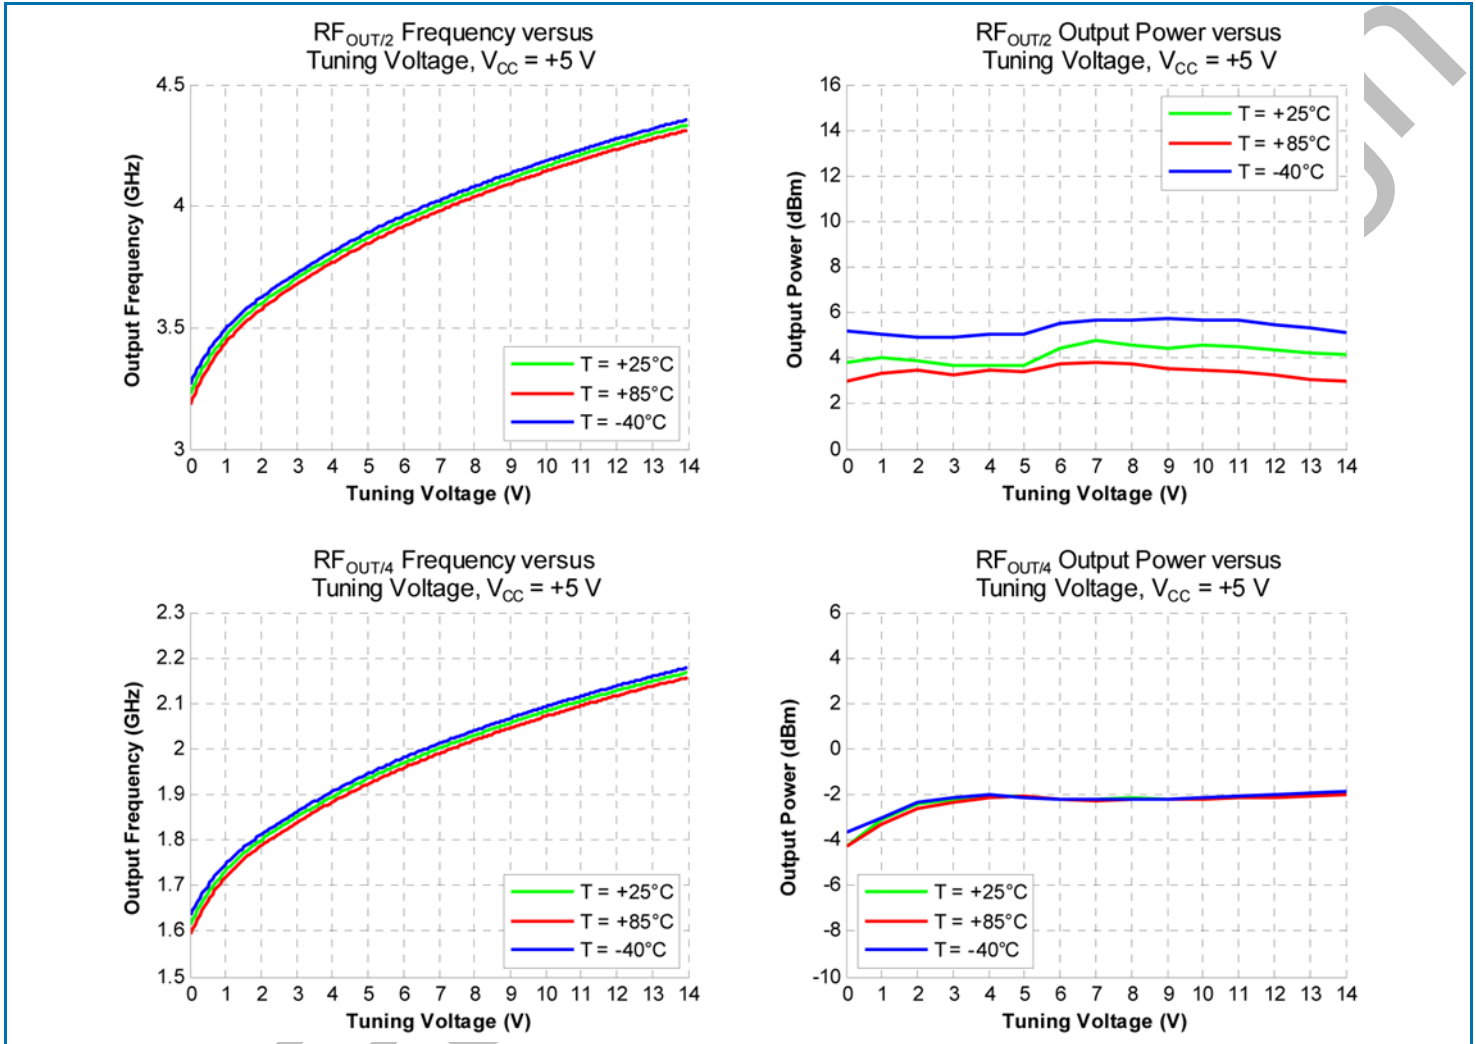 RFOUT/2 Frequency versus
Tuning Voltage, VCC = +5 V
4.5
4
3.5
3
Output Frequency (GHz)
T = +25°C
T = +85°C
T = -40°C
0 1 2 3 4 5 6 7 8 9 10 11 12 13 14
Tuning Voltage (V)
RFOUT/2 Output Power versus
Tuning Voltage, VCC = +5 V
16
14
12
10
8
6
4
2
0
Output Power (dBm)
T = +25°C
T = +85°C
T = -40°C
0 1 2 3 4 5 6 7 8 9 10 11 12 13 14
Tuning Voltage (V)
RFOUT/4 Frequency versus
Tuning Voltage, VCC = +5 V
2.3
2.2
2.1
2
1.9
1.8
1.7
1.6
1.5
Output Frequency (GHz)
T = +25°C
T = +85°C
T = -40°C
0 1 2 3 4 5 6 7 8 9 10 11 12 13 14
Tuning Voltage (V)
RFOUT/4 Output Power versus
Tuning Voltage, VCC = +5 V
6
4
2
0
-2
-4
-6
-8
-10
Output Power (dBm)
T = +25°C
T = +85°C
T = -40°C
0 1 2 3 4 5 6 7 8 9 10 11 12 13 14
Tuning Voltage (V)